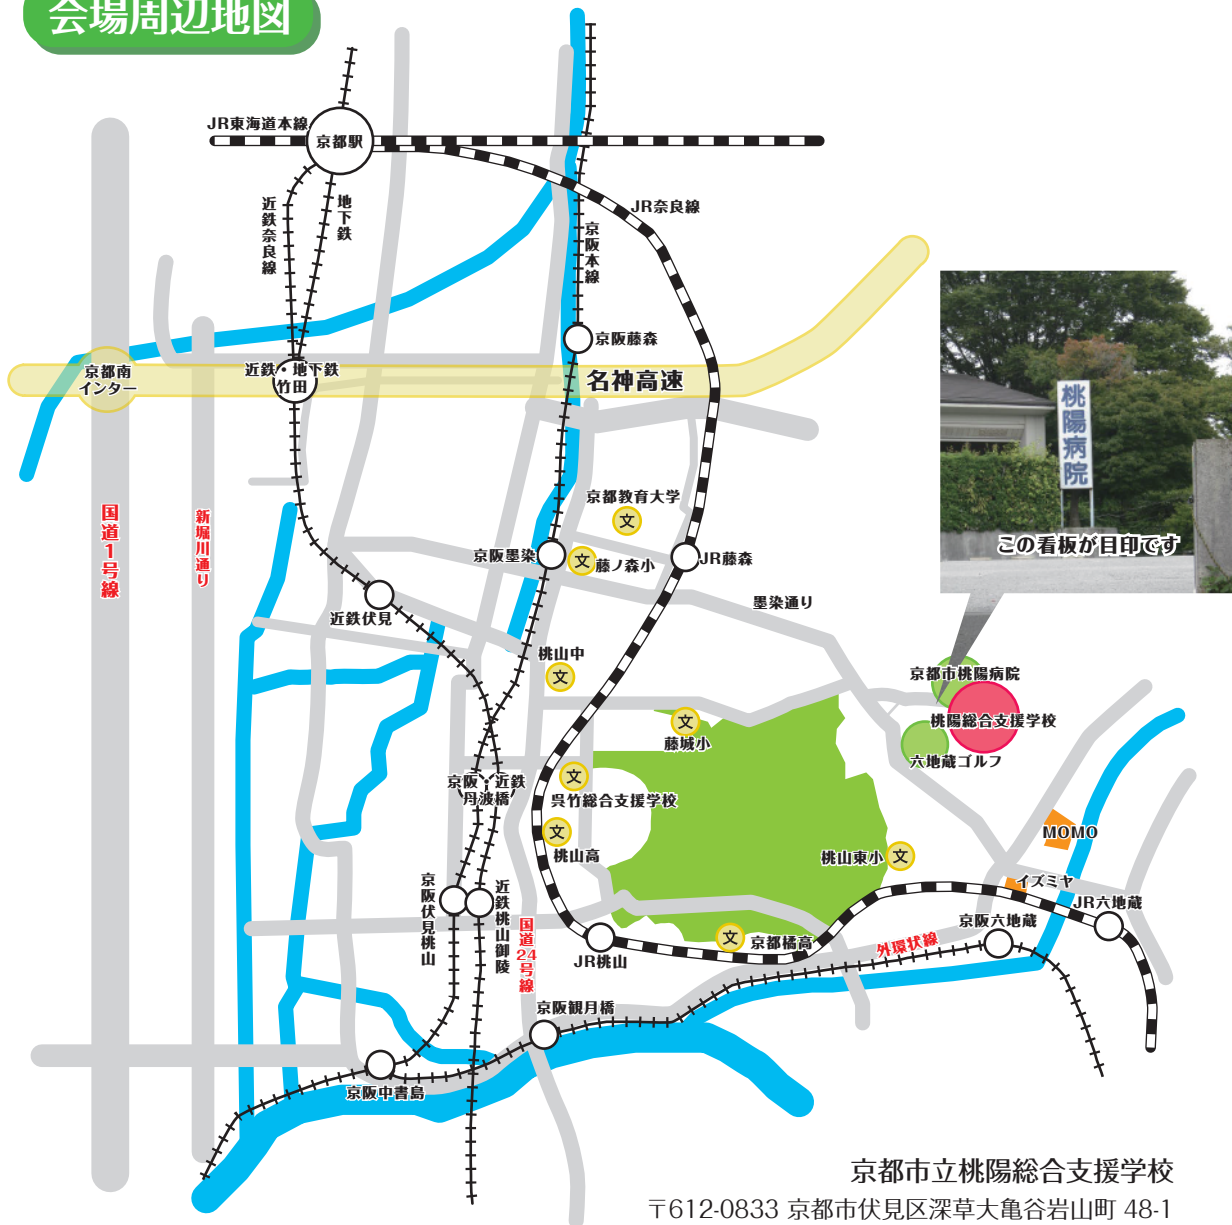 会場周辺地図
JR東海道本線
京都駅
近鉄奈良線
地下鉄
京阪本線
JR奈良線
京阪藤森
京都南
インター
近鉄・地下鉄
竹田
名神高速
桃陽病院
この看板が目印です
国道1号線
新堀川通り
京都教育大学
文
京阪墨染
文
藤ノ森小
JR藤森
近鉄伏見
墨染通り
桃山中
文
京都市桃陽病院
桃陽総合支援学校
六地蔵ゴルフ
文
藤城小
京阪・近鉄
丹波橋
文
呉竹総合支援学校
文
桃山高
桃山東小
文
MOMO
イズミヤ
JR六地蔵
京阪六地蔵
京阪伏見桃山
近鉄桃山御陵
国道24号線
JR桃山
文
京都橘高
外環状線
京阪観月橋
京阪中書島
京都市立桃陽総合支援学校
〒612-0833 京都市伏見区深草大亀谷岩山町 48-1